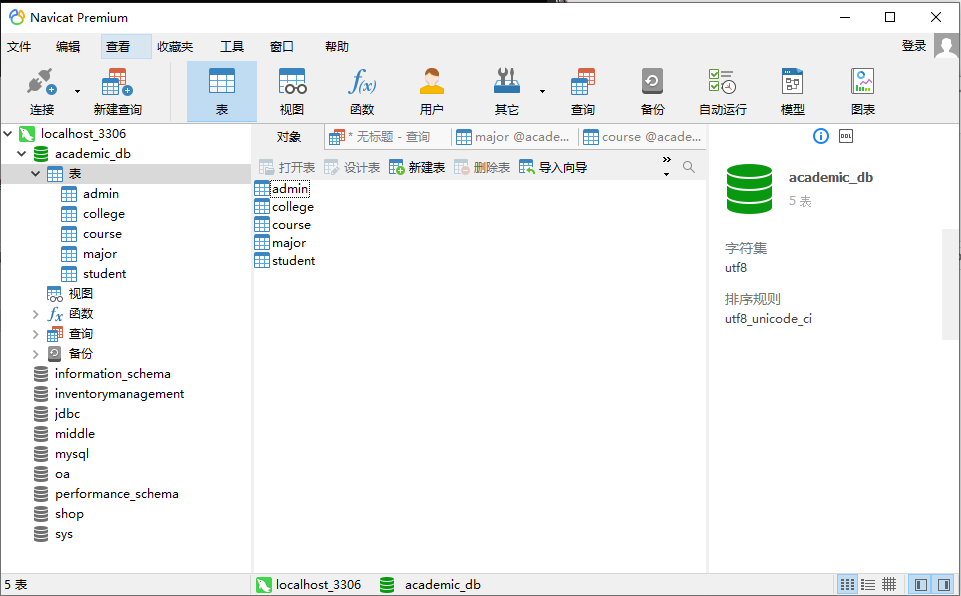 Navicat Premium
文件 编辑 查看 收藏夹 工具 窗口 帮助 登录
连接 新建查询 表 视图 函数 用户 其它 查询 备份 自动运行 模型 图表
localhost_3306
academic_db
表
admin
college
course
major
student
视图
函数
查询
备份
information_schema
inventorymanagement
jdbc
middle
mysql
oa
performance_schema
shop
sys
对象 * 无标题 - 查询 major @acade... course @acade...
打开表 设计表 新建表 删除表 导入向导
admin
college
course
major
student
DDL
academic_db
5 表
字符集
utf8
排序规则
utf8_unicode_ci
5 表 localhost_3306 academic_db